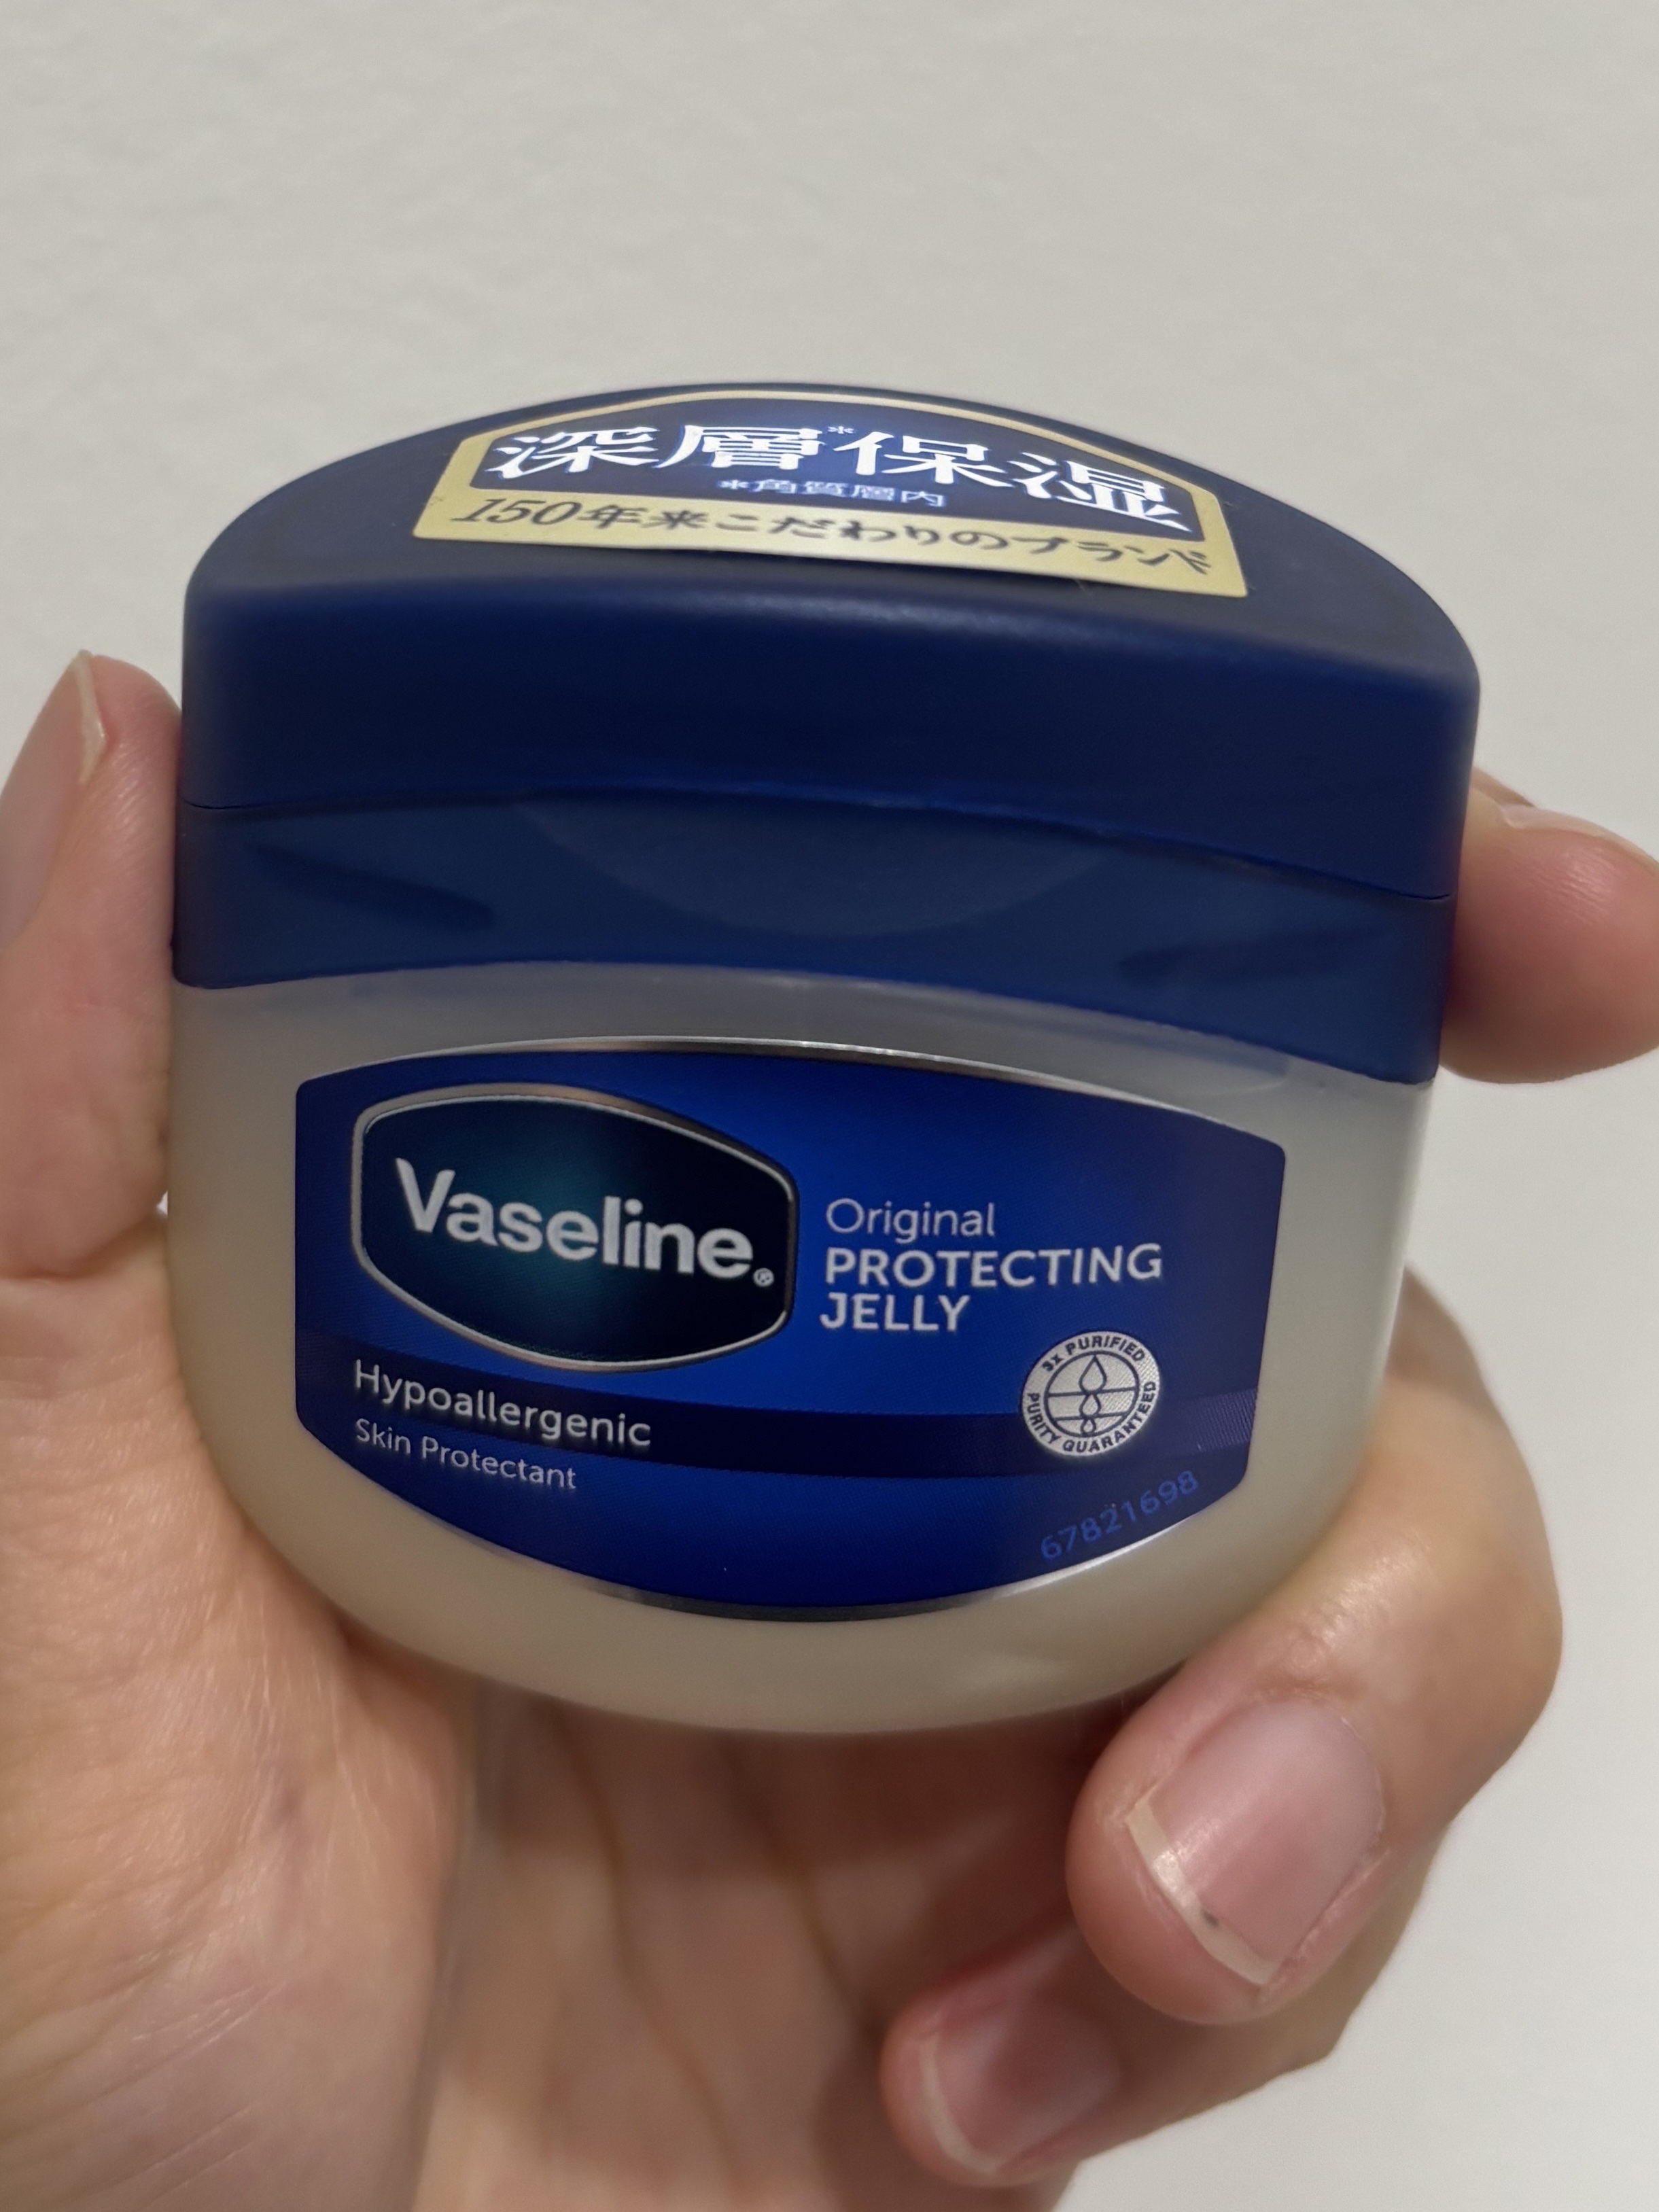 深層*保湿
*角質層内
150年来こだわりのブランド
Vaseline®
Original
PROTECTING
JELLY
3x PURIFIED
PURITY GUARANTEED
Hypoallergenic
Skin Protectant
67821698